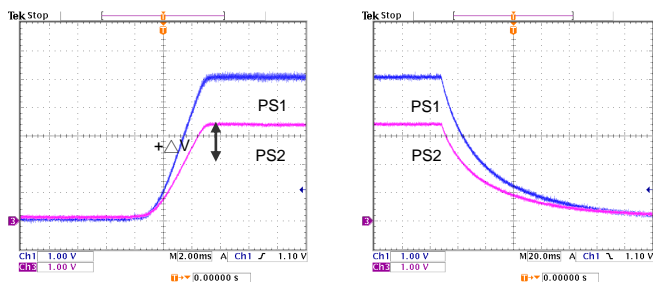 Tek Stop
T
T
PS1
+△V
PS2
3
Ch1 1.00 V M 2.00ms A Ch1 1.10 V
Ch3 1.00 V
T 0.00000 s
Tek Stop
T
T
PS1
PS2
3
Ch1 1.00 V M 20.0ms A Ch1 1.10 V
Ch3 1.00 V
T 0.00000 s